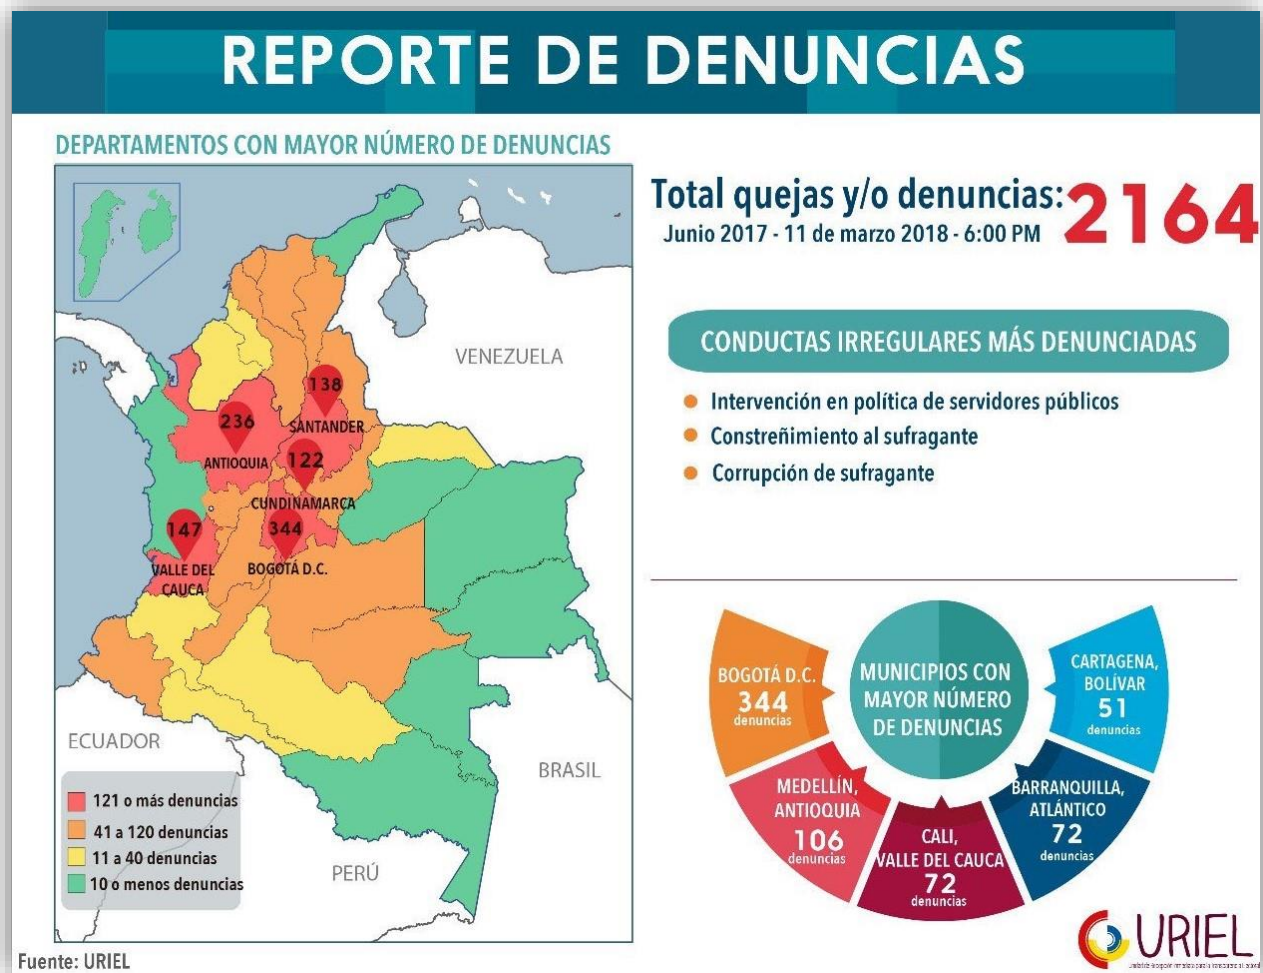 REPORTE DE DENUNCIAS
DEPARTAMENTOS CON MAYOR NÚMERO DE DENUNCIAS
VENEZUELA
138
SANTANDER
236
ANTIOQUIA
122
CUNDINAMARCA
147
VALLE DEL
CAUCA
344
BOGOTÁ D.C.
ECUADOR
BRASIL
PERÚ
121 o más denuncias
41 a 120 denuncias
11 a 40 denuncias
10 o menos denuncias
Total quejas y/o denuncias: 2164
Junio 2017 - 11 de marzo 2018 - 6:00 PM
CONDUCTAS IRREGULARES MÁS DENUNCIADAS
Intervención en política de servidores públicos
Constreñimiento al sufragante
Corrupción de sufragante
MUNICIPIOS CON
MAYOR NÚMERO
DE DENUNCIAS
BOGOTÁ D.C.
344
denuncias
MEDELLÍN,
ANTIOQUIA
106
denuncias
CALI,
VALLE DEL CAUCA
72
denuncias
BARRANQUILLA,
ATLÁNTICO
72
denuncias
CARTAGENA,
BOLÍVAR
51
denuncias
URIEL
Fuente: URIEL